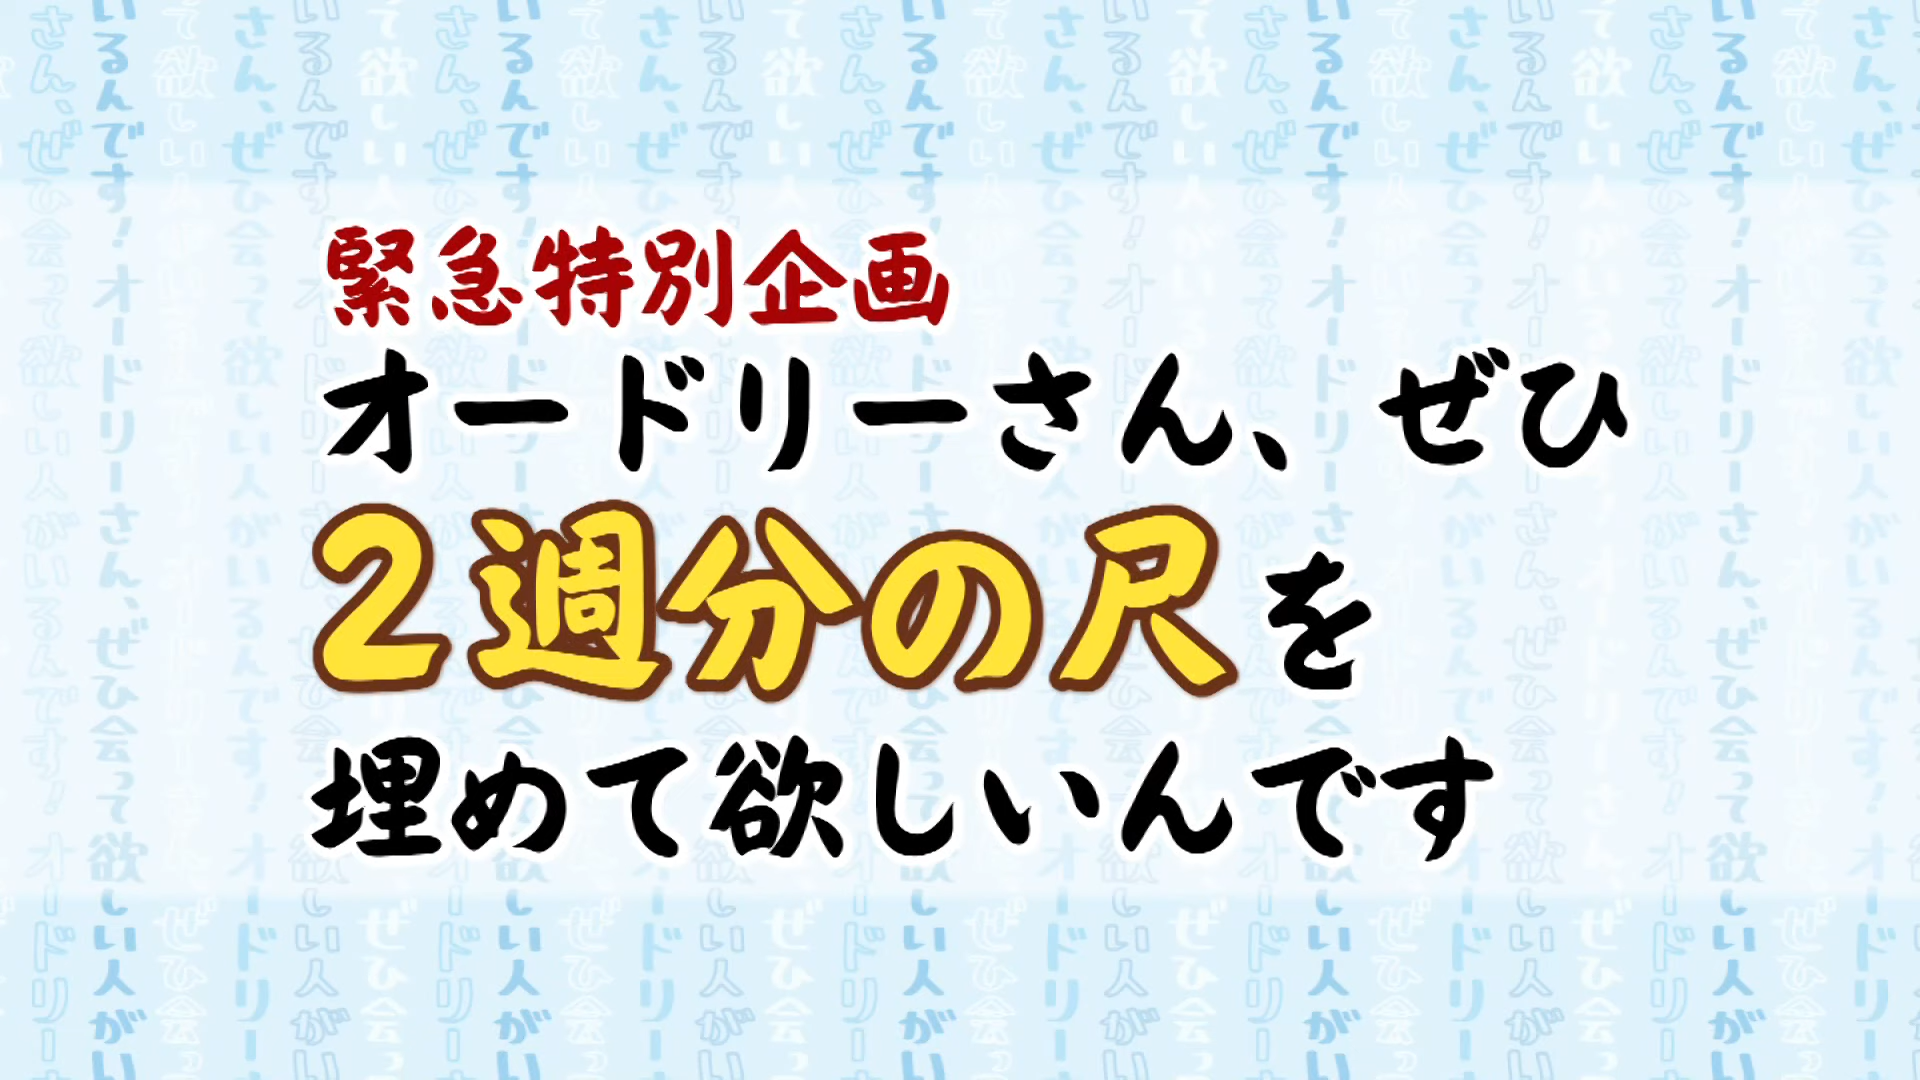 緊急特別企画
オードリーさん、ぜひ
2週分の尺を
埋めて欲しいんです